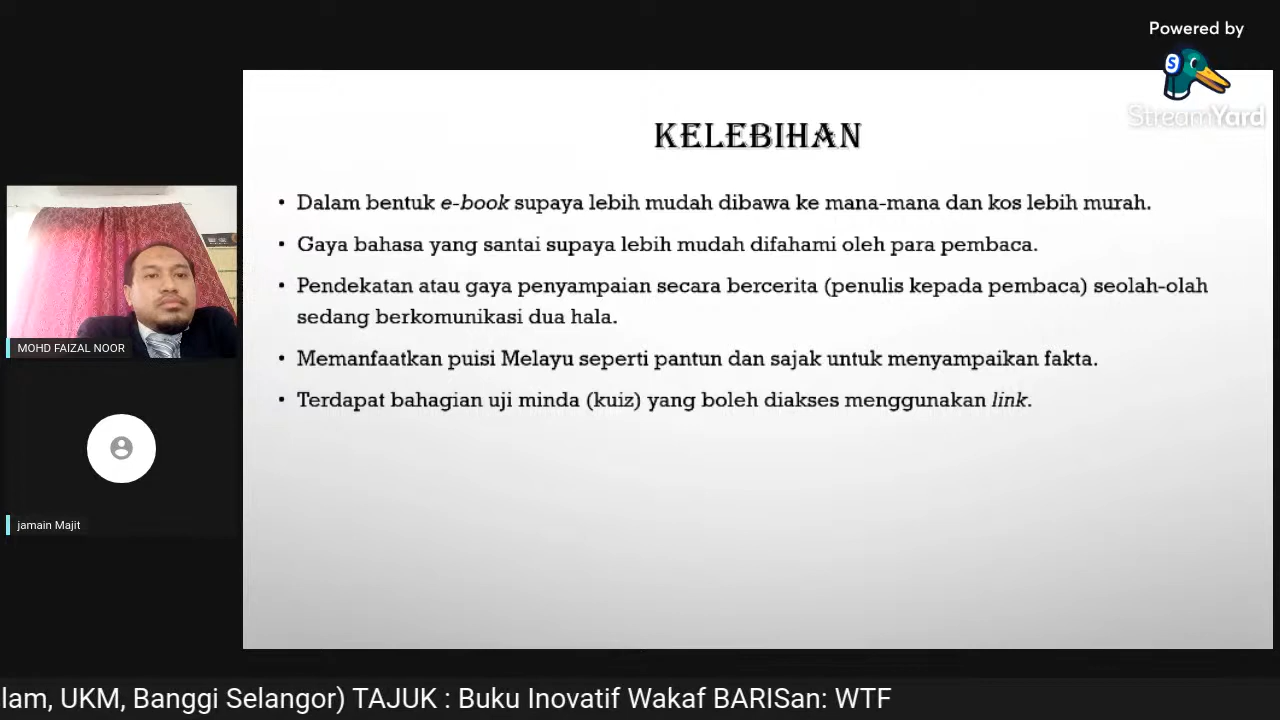 Powered by
StreamYard
KELEBIHAN
• Dalam bentuk e-book supaya lebih mudah dibawa ke mana-mana dan kos lebih murah.
• Gaya bahasa yang santai supaya lebih mudah difahami oleh para pembaca.
• Pendekatan atau gaya penyampaian secara bercerita (penulis kepada pembaca) seolah-olah
sedang berkomunikasi dua hala.
• Memanfaatkan puisi Melayu seperti pantun dan sajak untuk menyampaikan fakta.
• Terdapat bahagian uji minda (kuiz) yang boleh diakses menggunakan link.
MOHD FAIZAL NOOR
jamain Majit
lam, UKM, Banggi Selangor) TAJUK : Buku Inovatif Wakaf BARISan: WTF